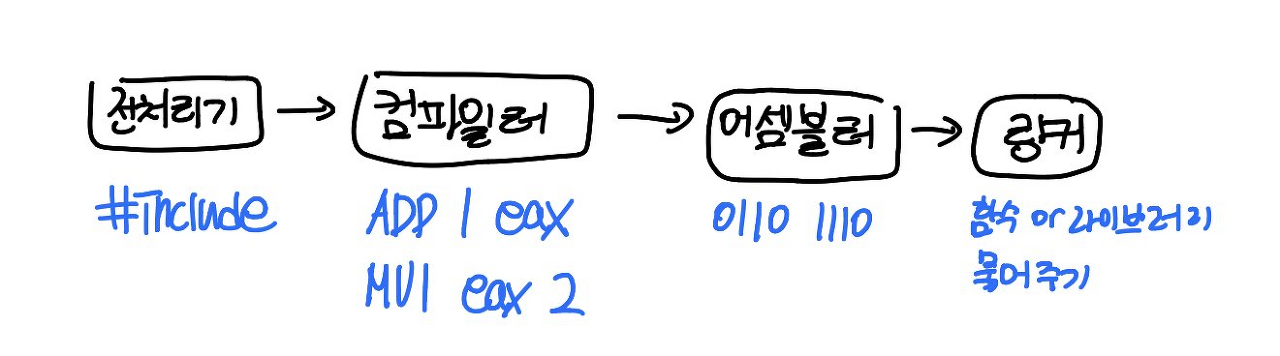 전처리기 → 컴파일러 → 어셈블러 → 링커
#include
ADD 1 eax
MVI eax 2
0110 1110
함수 or 라이브러리
묶어주기